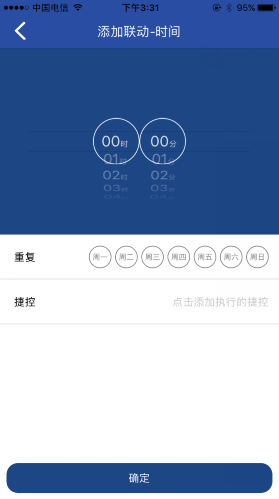 中国电信 下午3:31 95%
添加联动-时间
00时 00分
01时 01分
02时 02分
03时 03分
重复 周一 周二 周三 周四 周五 周六 周日
捷控 点击添加执行的捷控
确定